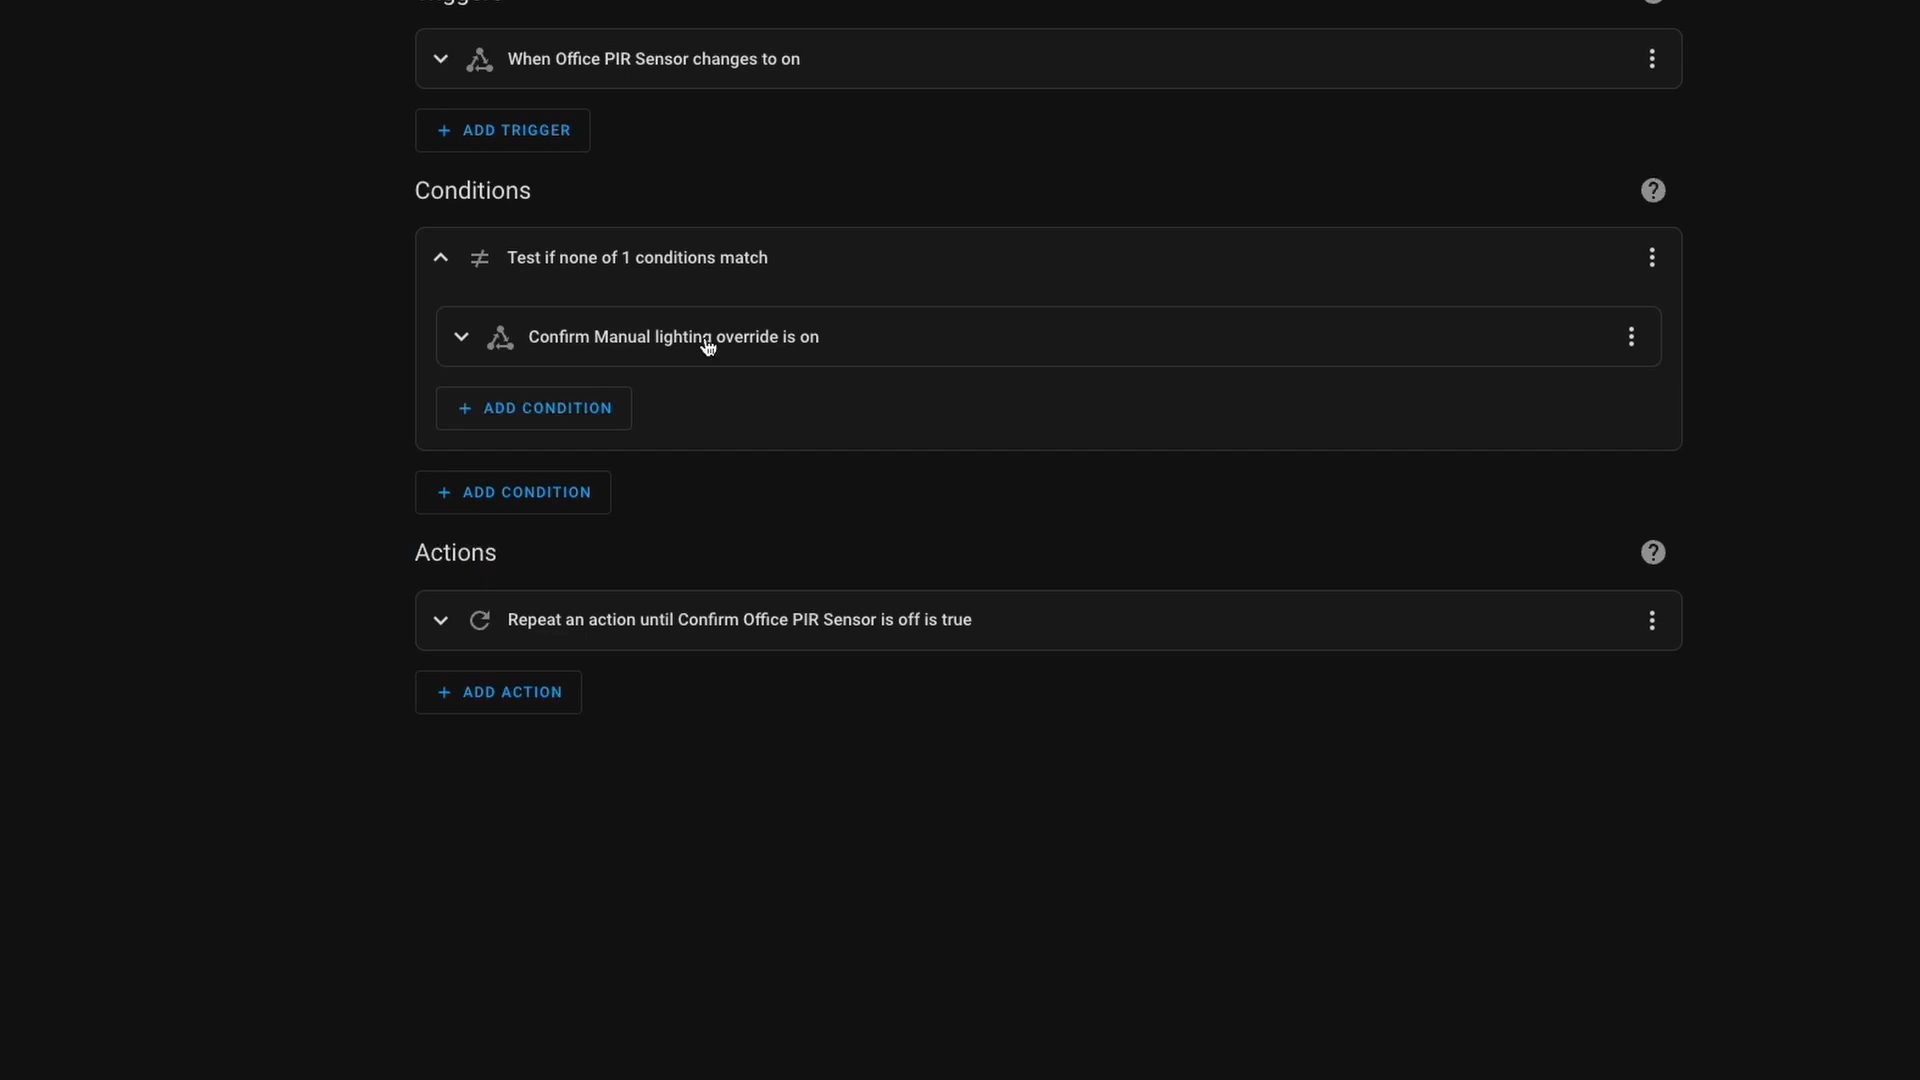 When Office PIR Sensor changes to on
+ ADD TRIGGER
Conditions
?
Test if none of 1 conditions match
Confirm Manual lighting override is on
+ ADD CONDITION
+ ADD CONDITION
Actions
?
Repeat an action until Confirm Office PIR Sensor is off is true
+ ADD ACTION